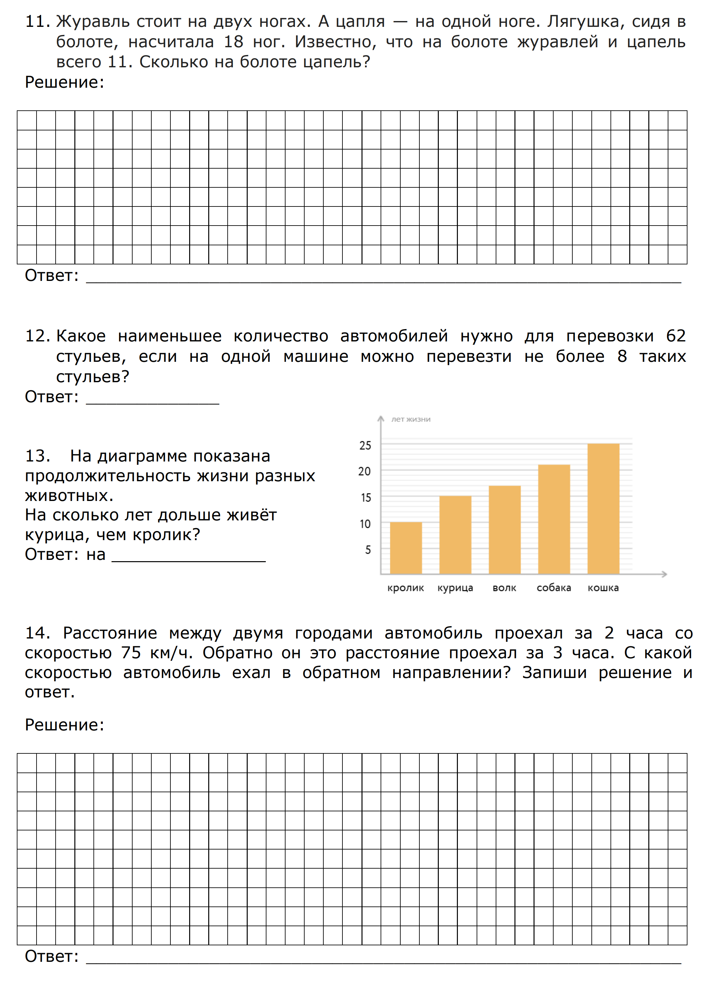 11. Журавль стоит на двух ногах. А цапля — на одной ноге. Лягушка, сидя в
болоте, насчитала 18 ног. Известно, что на болоте журавлей и цапель
всего 11. Сколько на болоте цапель?
Решение:
Ответ: ____________________________________________________________
12. Какое наименьшее количество автомобилей нужно для перевозки 62
стульев, если на одной машине можно перевезти не более 8 таких
стульев?
Ответ: _____________
13. На диаграмме показана
продолжительность жизни разных
животных.
На сколько лет дольше живёт
курица, чем кролик?
Ответ: на _______________
лет жизни
25
20
15
10
5
кролик курица волк собака кошка
14. Расстояние между двумя городами автомобиль проехал за 2 часа со
скоростью 75 км/ч. Обратно он это расстояние проехал за 3 часа. С какой
скоростью автомобиль ехал в обратном направлении? Запиши решение и
ответ.
Решение:
Ответ: ____________________________________________________________